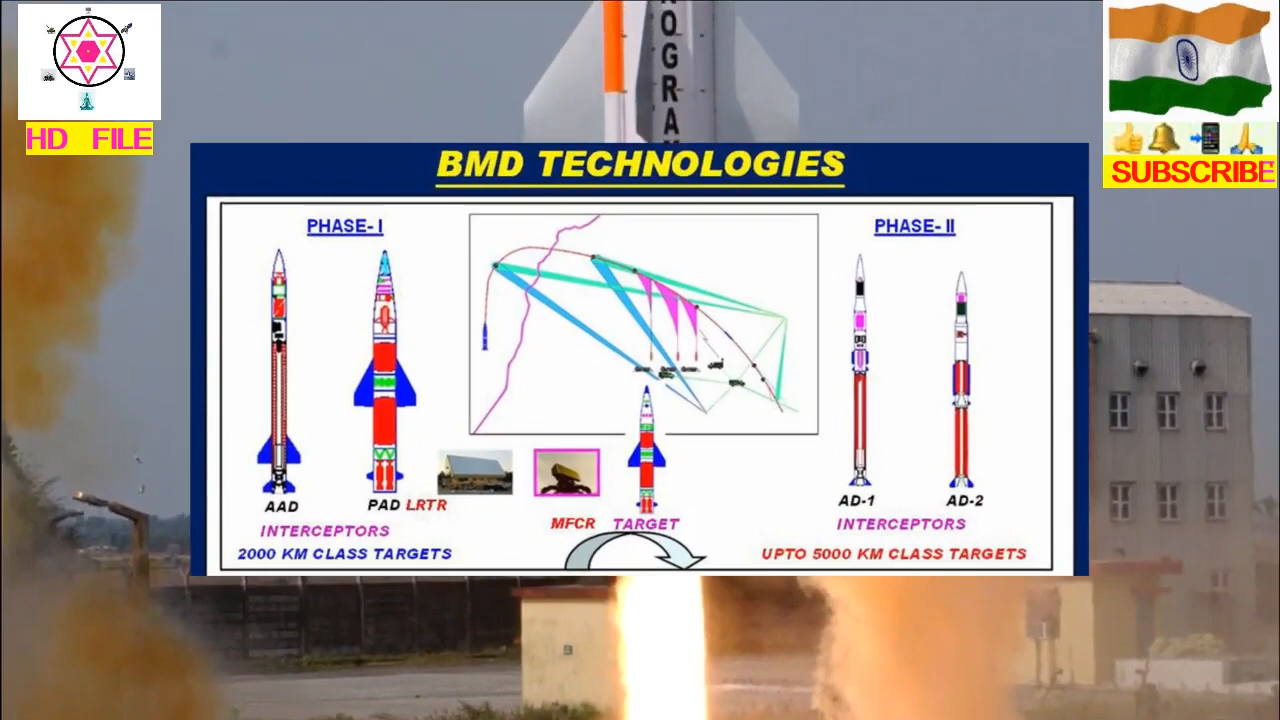 NOGRAM
HD FILE
SUBSCRIBE
BMD TECHNOLOGIES
PHASE- I
PHASE- II
AAD
PAD LRTR
MFCR
TARGET
AD-1
AD-2
INTERCEPTORS
INTERCEPTORS
2000 KM CLASS TARGETS
UPTO 5000 KM CLASS TARGETS